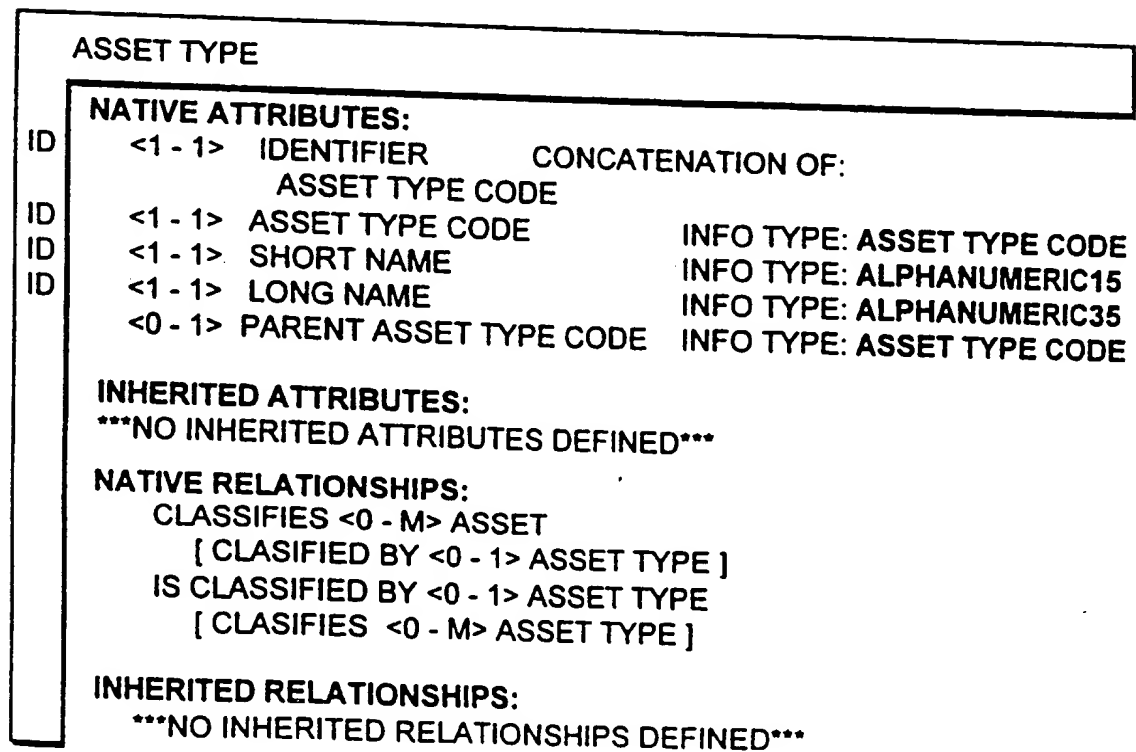 ASSET TYPE
NATIVE ATTRIBUTES:
ID <1 - 1> IDENTIFIER CONCATENATION OF:
ASSET TYPE CODE
ID <1 - 1> ASSET TYPE CODE INFO TYPE: ASSET TYPE CODE
ID <1 - 1> SHORT NAME INFO TYPE: ALPHANUMERIC15
ID <1 - 1> LONG NAME INFO TYPE: ALPHANUMERIC35
<0 - 1> PARENT ASSET TYPE CODE INFO TYPE: ASSET TYPE CODE
INHERITED ATTRIBUTES:
***NO INHERITED ATTRIBUTES DEFINED***
NATIVE RELATIONSHIPS:
CLASSIFIES <0 - M> ASSET
[ CLASIFIED BY <0 - 1> ASSET TYPE ]
IS CLASSIFIED BY <0 - 1> ASSET TYPE
[ CLASIFIES <0 - M> ASSET TYPE ]
INHERITED RELATIONSHIPS:
***NO INHERITED RELATIONSHIPS DEFINED***